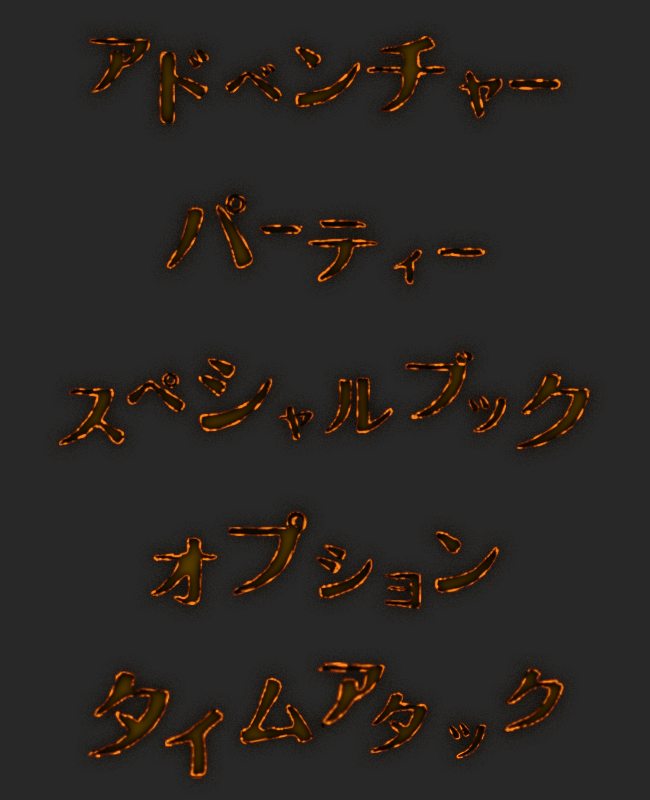 アドベンチャー
パーティー
スペシャルブック
オプション
タイムアタック